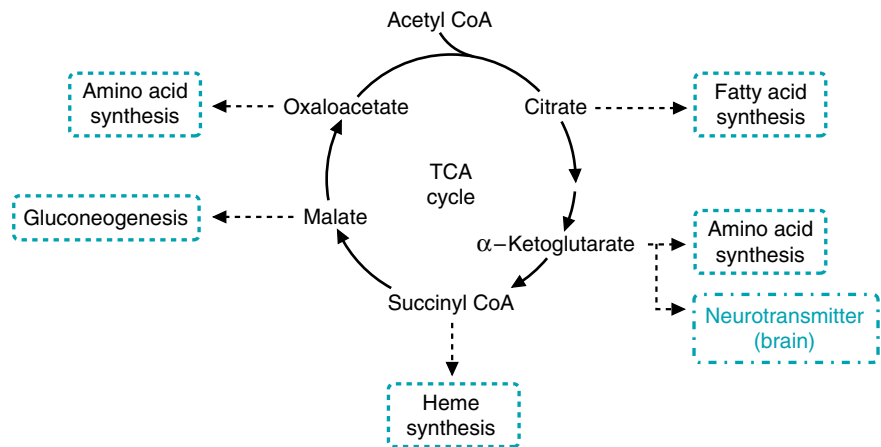 Acetyl CoA
Amino acid
synthesis
Oxaloacetate
Citrate
Fatty acid
synthesis
TCA
cycle
Gluconeogenesis
Malate
α–Ketoglutarate
Amino acid
synthesis
Succinyl CoA
Neurotransmitter
(brain)
Heme
synthesis